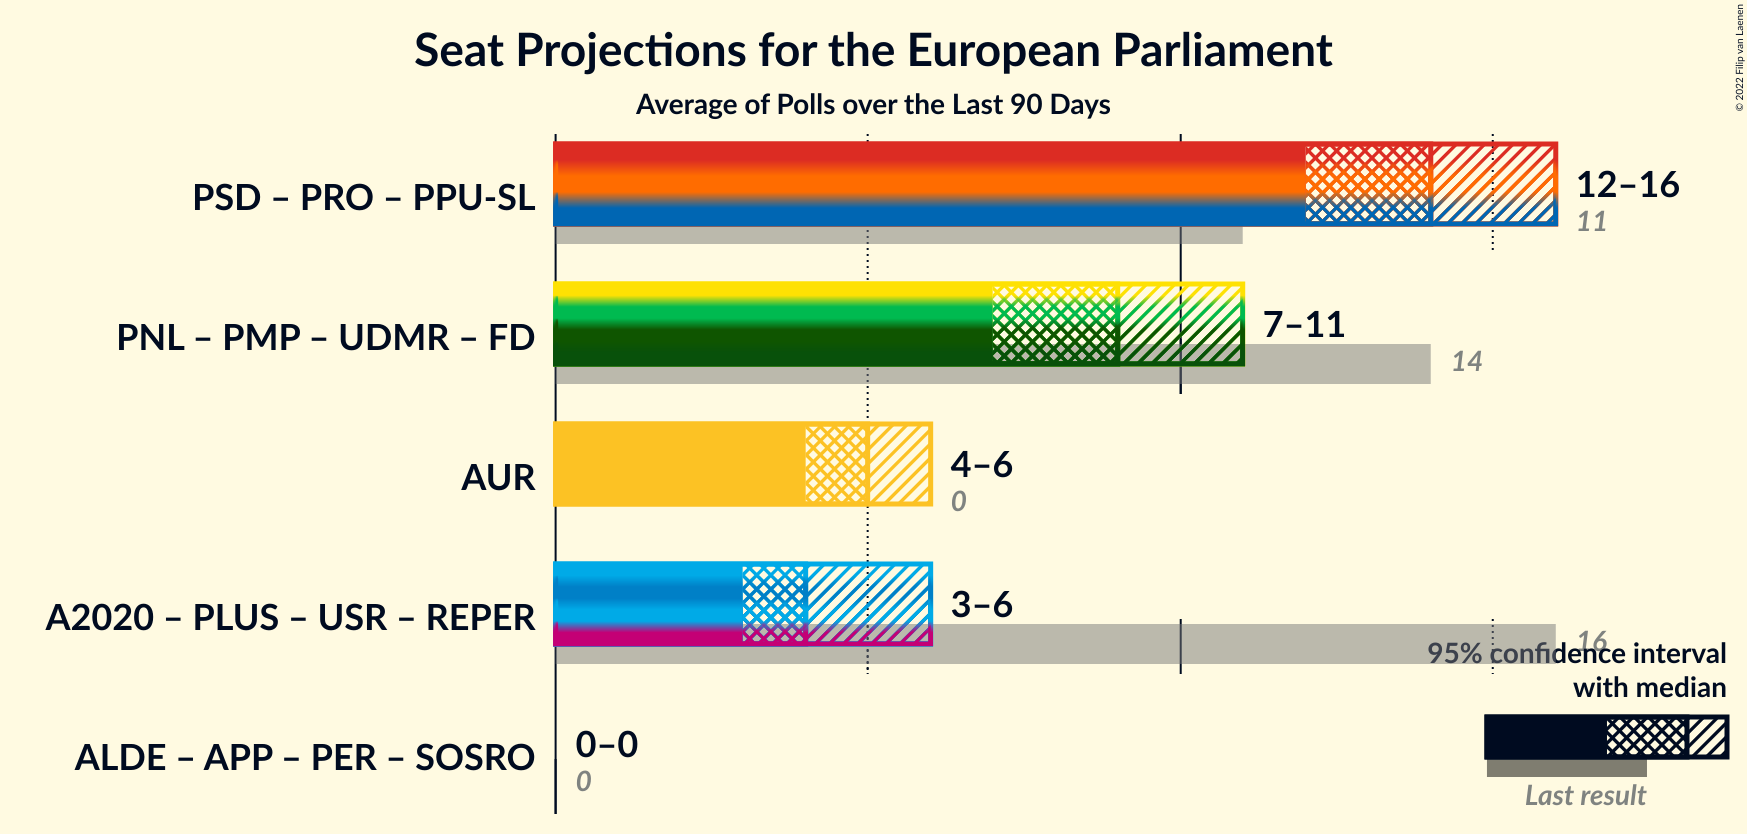 © 2022 Filip van Laenen
Seat Projections for the European Parliament
Average of Polls over the Last 90 Days
PSD – PRO – PPU-SL
12–16
11
PNL – PMP – UDMR – FD
7–11
14
AUR
4–6
0
A2020 – PLUS – USR – REPER
3–6
16
95% confidence interval
with median
ALDE – APP – PER – SOSRO
0–0
0
Last result